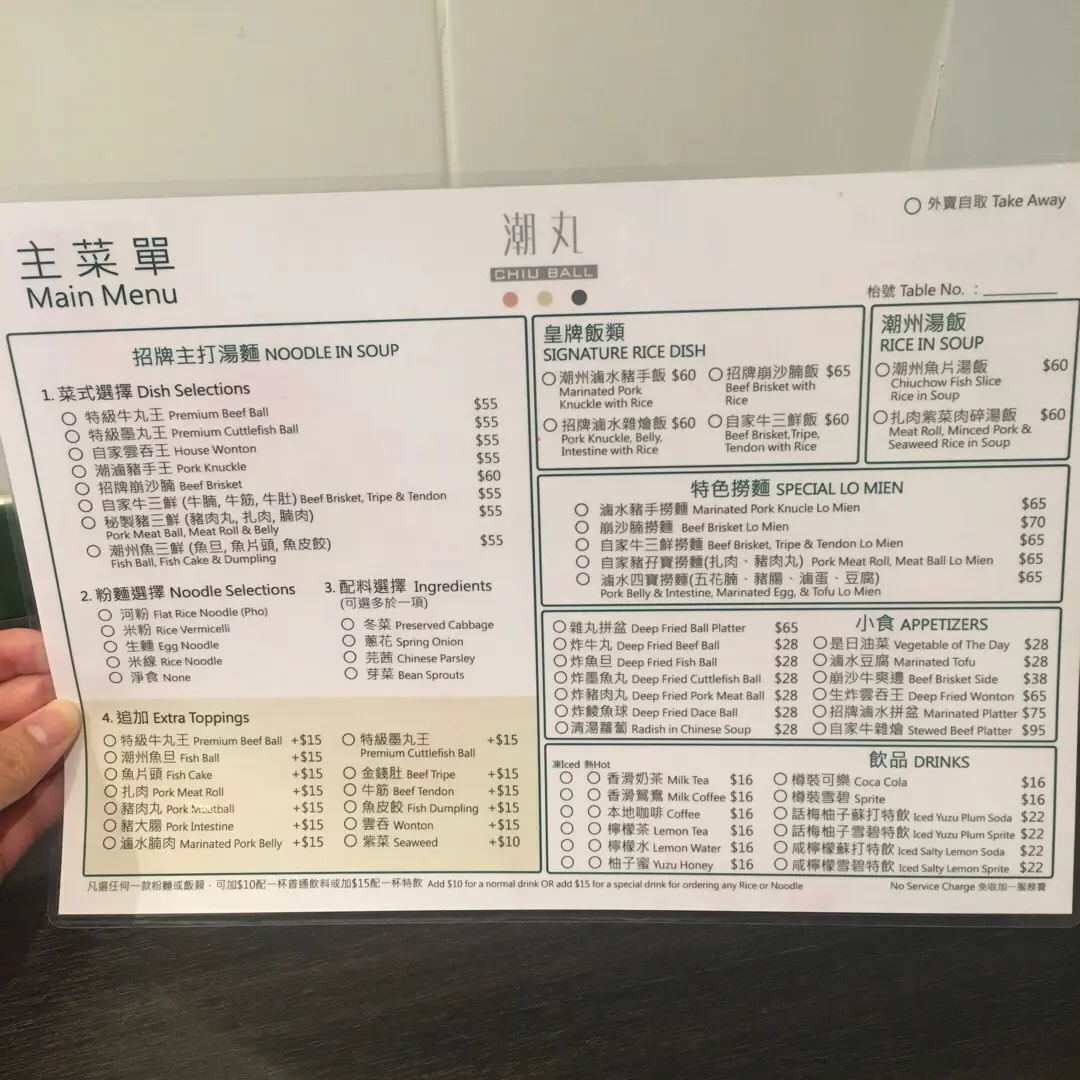 外賣自取 Take Away
潮丸
CHIU BALL
主菜單
Main Menu
枱號 Table No. ：________
招牌主打湯麵 NOODLE IN SOUP
1. 菜式選擇 Dish Selections
特級牛丸王 Premium Beef Ball $55
特級墨丸王 Premium Cuttlefish Ball $55
自家雲吞王 House Wonton $55
潮滷豬手王 Pork Knuckle $55
招牌崩沙腩 Beef Brisket $60
自家牛三鮮 (牛腩, 牛筋, 牛肚) Beef Brisket, Tripe & Tendon $55
秘製豬三鮮 (豬肉丸, 扎肉, 腩肉) $55
Pork Meat Ball, Meat Roll & Belly
潮州魚三鮮 (魚旦, 魚片頭, 魚皮餃) $55
Fish Ball, Fish Cake & Dumpling
2. 粉麵選擇 Noodle Selections
河粉 Flat Rice Noodle (Pho)
米粉 Rice Vermicelli
生麵 Egg Noodle
米線 Rice Noodle
淨食 None
3. 配料選擇 Ingredients
(可選多於一項)
冬菜 Preserved Cabbage
蔥花 Spring Onion
芫茜 Chinese Parsley
芽菜 Bean Sprouts
4. 追加 Extra Toppings
特級牛丸王 Premium Beef Ball +$15
潮州魚旦 Fish Ball +$15
魚片頭 Fish Cake +$15
扎肉 Pork Meat Roll +$15
豬肉丸 Pork Meatball +$15
豬大腸 Pork Intestine +$15
滷水腩肉 Marinated Pork Belly +$15
特級墨丸王 +$15
Premium Cuttlefish Ball
金錢肚 Beef Tripe +$15
牛筋 Beef Tendon +$15
魚皮餃 Fish Dumpling +$15
雲吞 Wonton +$15
紫菜 Seaweed +$10
皇牌飯類
SIGNATURE RICE DISH
潮州滷水豬手飯 $60
Marinated Pork
Knuckle with Rice
招牌崩沙腩飯 $65
Beef Brisket with
Rice
招牌滷水雜燴飯 $60
Pork Knuckle, Belly,
Intestine with Rice
自家牛三鮮飯 $60
Beef Brisket,Tripe,
Tendon with Rice
潮州湯飯
RICE IN SOUP
潮州魚片湯飯 $60
Chiuchow Fish Slice
Rice in Soup
扎肉紫菜肉碎湯飯 $60
Meat Roll, Minced Pork &
Seaweed Rice in Soup
特色撈麵 SPECIAL LO MIEN
滷水豬手撈麵 Marinated Pork Knucle Lo Mien $65
崩沙腩撈麵 Beef Brisket Lo Mien $70
自家牛三鮮撈麵 Beef Brisket, Tripe & Tendon Lo Mien $65
自家豬孖寶撈麵(扎肉、豬肉丸) Pork Meat Roll, Meat Ball Lo Mien $65
滷水四寶撈麵(五花腩、豬腸、滷蛋、豆腐) $65
Pork Belly & Intestine, Marinated Egg, & Tofu Lo Mien
小食 APPETIZERS
雜丸拼盆 Deep Fried Ball Platter $65
炸牛丸 Deep Fried Beef Ball $28
炸魚旦 Deep Fried Fish Ball $28
炸墨魚丸 Deep Fried Cuttlefish Ball $28
炸豬肉丸 Deep Fried Pork Meat Ball $28
炸鯪魚球 Deep Fried Dace Ball $28
清湯蘿蔔 Radish in Chinese Soup $28
是日油菜 Vegetable of The Day $28
滷水豆腐 Marinated Tofu $28
崩沙牛爽邊 Beef Brisket Side $38
生炸雲吞王 Deep Fried Wonton $65
招牌滷水拼盆 Marinated Platter $75
自家牛雜燴 Stewed Beef Platter $95
飲品 DRINKS
凍Iced 熱Hot
香滑奶茶 Milk Tea $16
香滑鴛鴦 Milk Coffee $16
本地咖啡 Coffee $16
檸檬茶 Lemon Tea $16
檸檬水 Lemon Water $16
柚子蜜 Yuzu Honey $16
樽裝可樂 Coca Cola $16
樽裝雪碧 Sprite $16
話梅柚子蘇打特飲 Iced Yuzu Plum Soda $22
話梅柚子雪碧特飲 Iced Yuzu Plum Sprite $22
咸檸檬蘇打特飲 Iced Salty Lemon Soda $22
咸檸檬雪碧特飲 Iced Salty Lemon Sprite $22
凡選任何一款粉麵或飯類，可加$10配一杯普通飲料或加$15配一杯特飲 Add $10 for a normal drink OR add $15 for a special drink for ordering any Rice or Noodle
No Service Charge 免收加一服務費